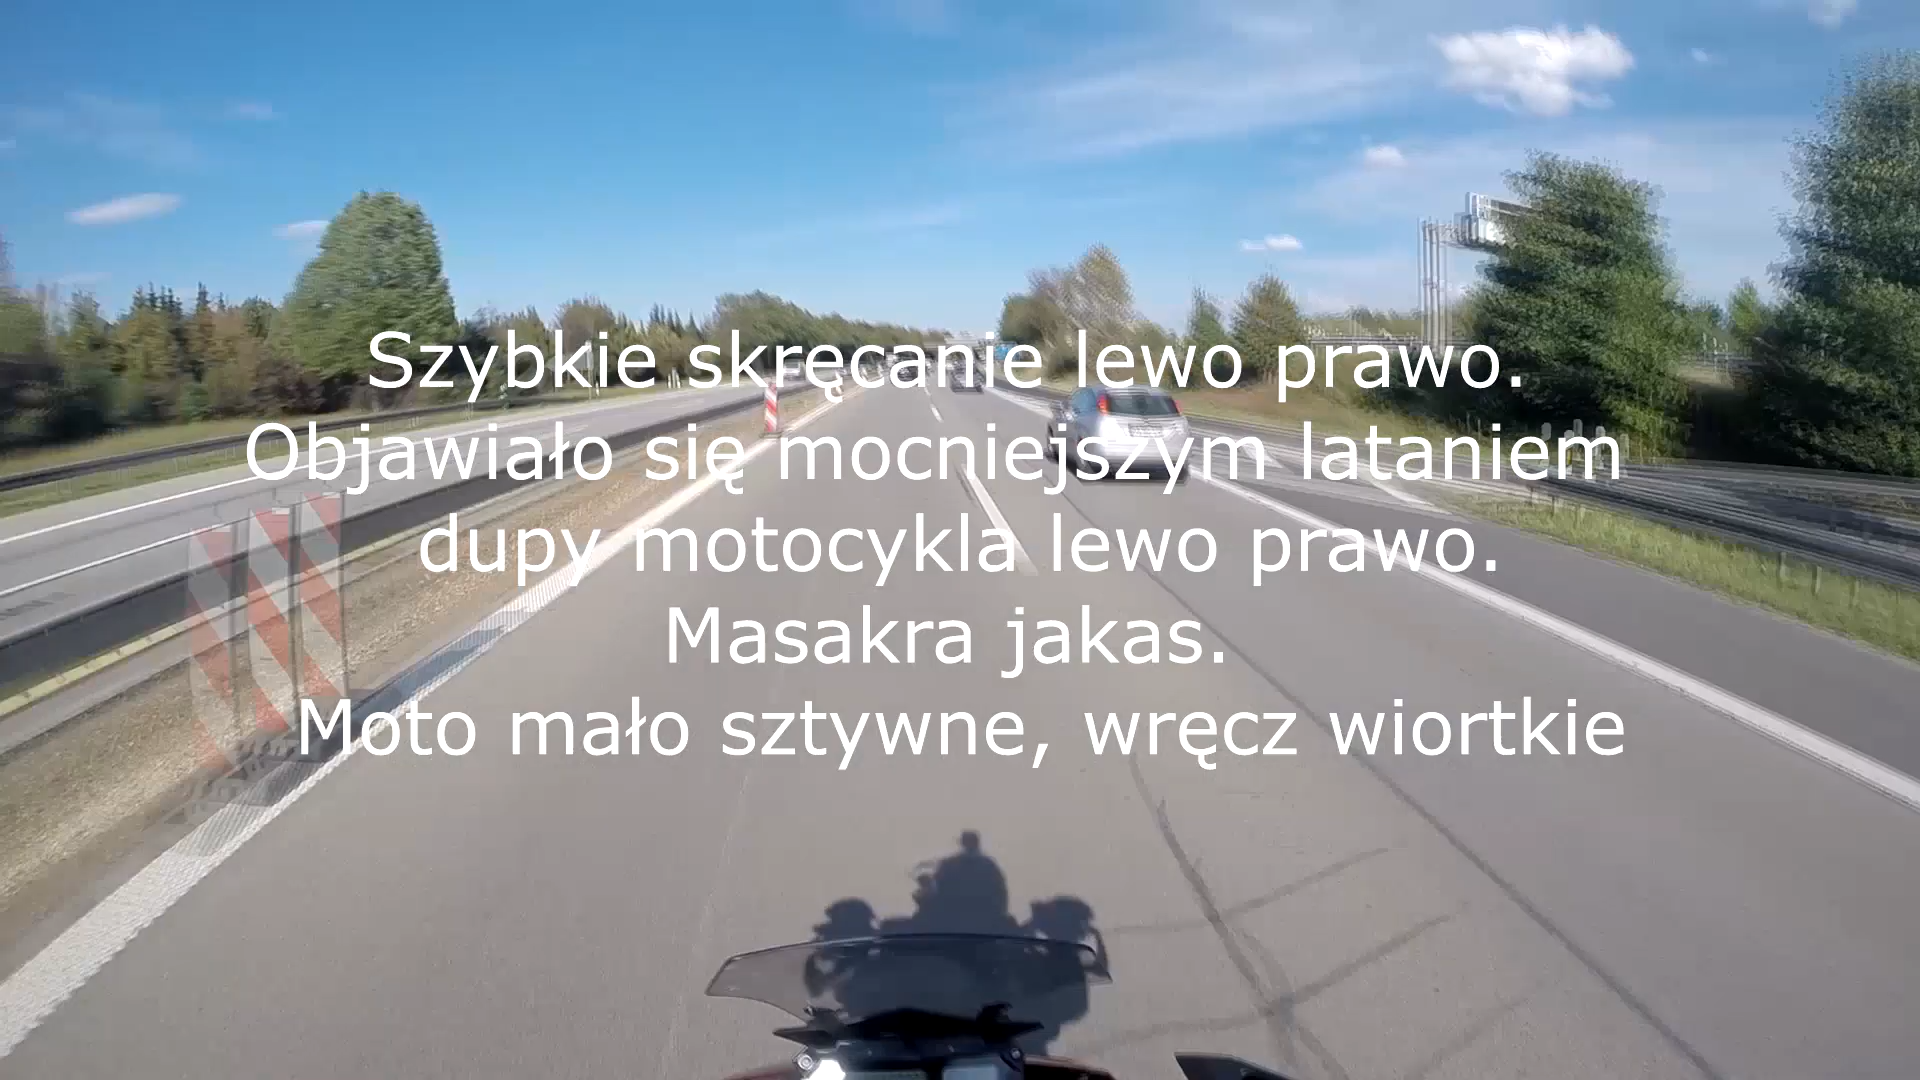 Szybkie skręcanie lewo prawo.
Objawiało się mocniejszym lataniem
dupy motocykla lewo prawo.
Masakra jakas.
Moto mało sztywne, wręcz wiortkie